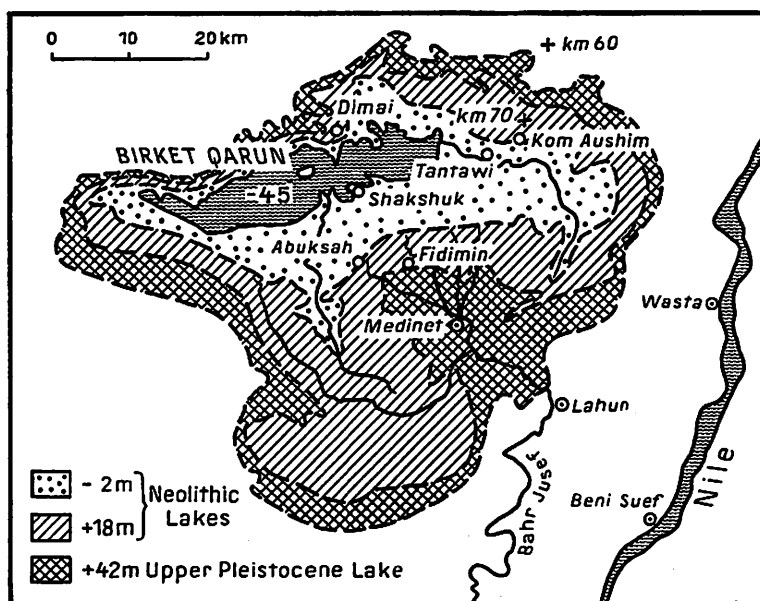 0 10 20 km
+ km 60
Dimai
km 70 +
Kom Aushim
BIRKET QARUN
Tantawi
-45
Shakshuk
Abuksah
Fidimin
Wasta
Medinet
Lahun
Bahr Jusef
Nile
Beni Suef
- 2m
+18m
Neolithic
Lakes
+42m Upper Pleistocene Lake